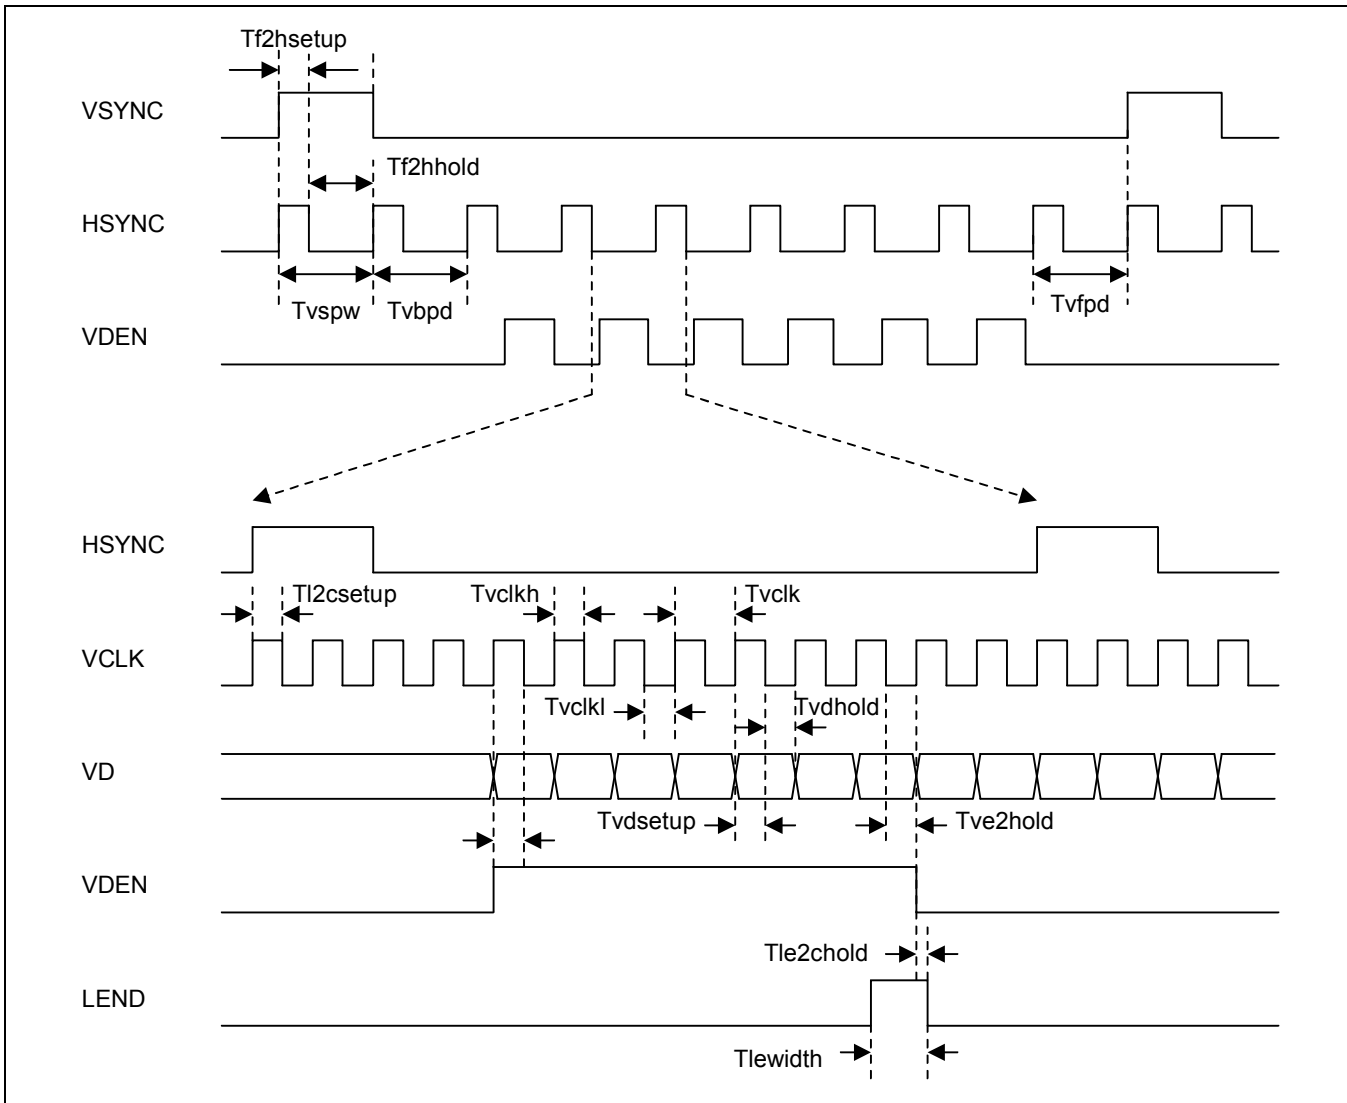 Tf2hsetup
VSYNC
Tf2hhold
HSYNC
Tvspw Tvbpd Tvfpd
VDEN
HSYNC
Tl2csetup Tvclkh Tvclk
VCLK
Tvclkl Tvdhold
VD
Tvdsetup Tve2hold
VDEN
Tle2chold
LEND
Tlewidth